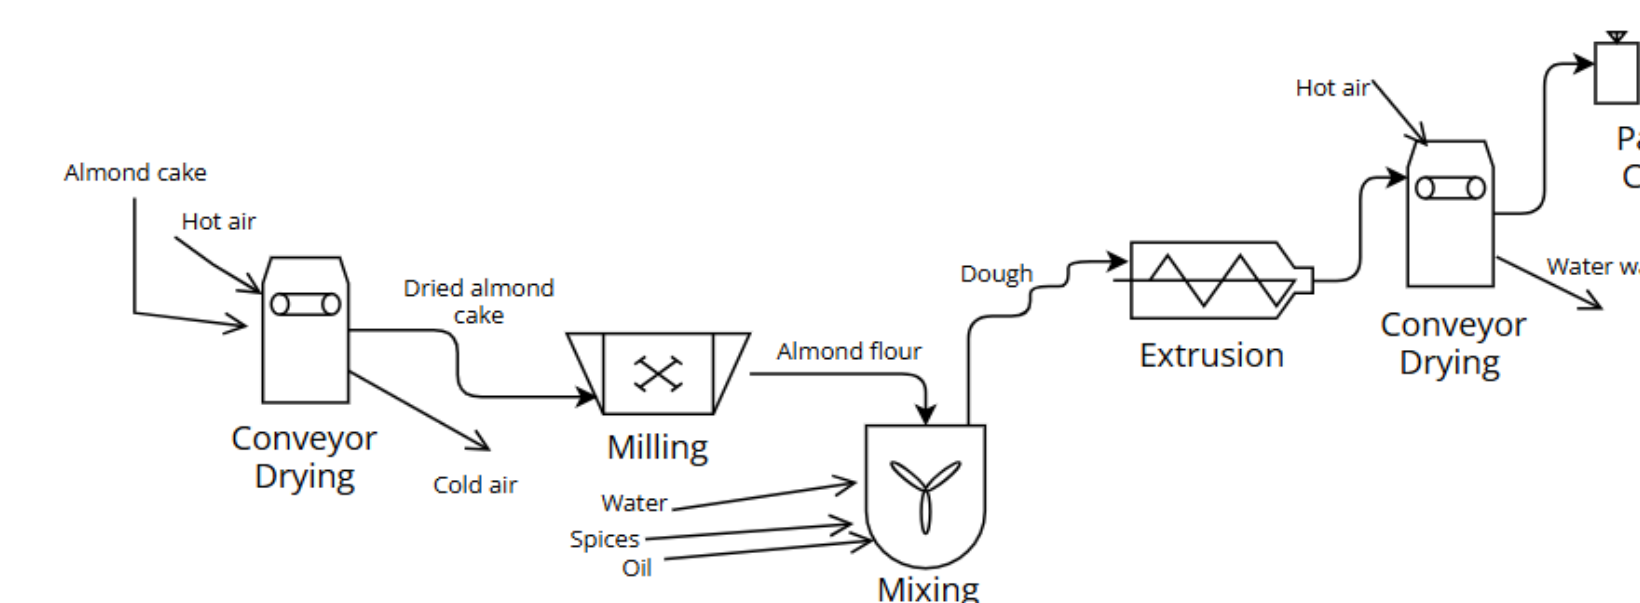 Almond cake
Hot air
Conveyor
Drying
Dried almond
cake
Cold air
Milling
Almond flour
Water
Spices
Oil
Mixing
Dough
Extrusion
Hot air
Conveyor
Drying
Water